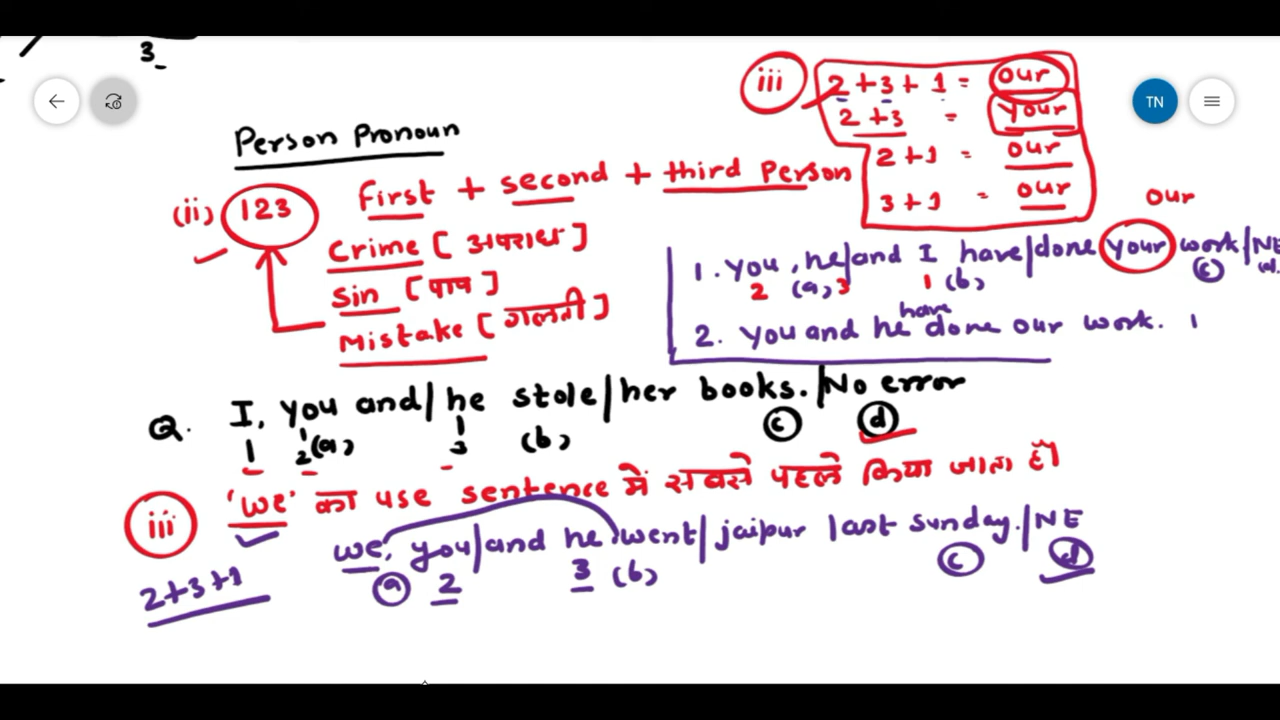 3
TN
Person Pronoun
(ii) 123 First + second + third Person
Crime [अपराध]
Sin [पाप]
Mistake [गलती]
iii 2 + 3 + 1 = our
2 + 3 = Your
2 + 1 = our
3 + 1 = our
our
1. You, he/and I have/done your work/NE
2 (a) 3 1 (b) (c) (d)
have
2. You and he done our work. 1
Q. I, you and/he stole/her books./No error
1 2 (a) 3 (b) (c) (d)
iii 'we' का use sentence में सबसे पहले किया जाता है
we, you/and he went/jaipur last sunday./NE
(a) 2 3 (b) (c) (d)
2+3+1